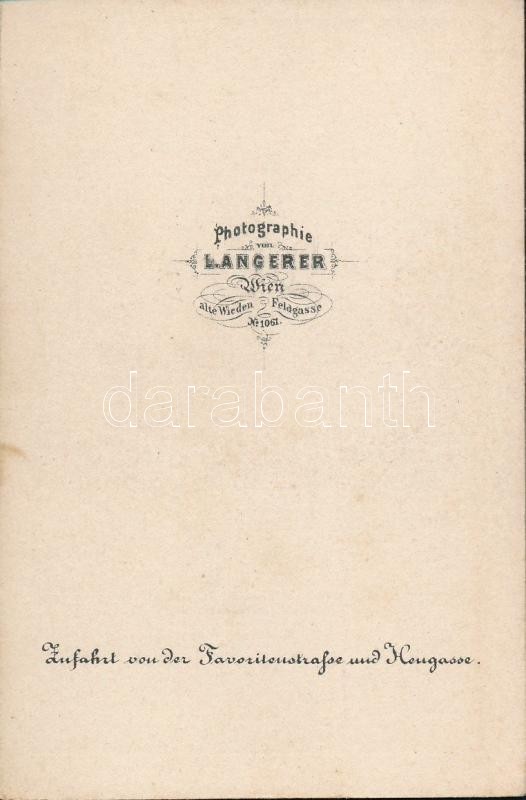 Photographie
von
L. ANGERER
Wien
alte Wieden Feldgasse
No 1061.
darabanth
Zufahrt von der Favoritenstraſse und Heugasse.